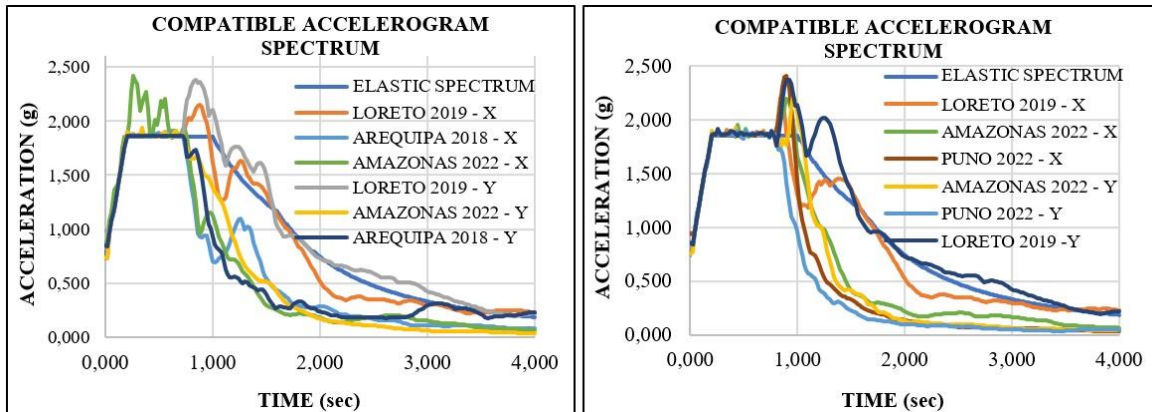 COMPATIBLE ACCELEROGRAM
SPECTRUM
ACCELERATION (g)
2,500
2,000
1,500
1,000
0,500
0,000
ELASTIC SPECTRUM
LORETO 2019 - X
AREQUIPA 2018 - X
AMAZONAS 2022 - X
LORETO 2019 - Y
AMAZONAS 2022 - Y
AREQUIPA 2018 - Y
0,000 1,000 2,000 3,000 4,000
TIME (sec)
COMPATIBLE ACCELEROGRAM
SPECTRUM
ACCELERATION (g)
2,500
2,000
1,500
1,000
0,500
0,000
ELASTIC SPECTRUM
LORETO 2019 - X
AMAZONAS 2022 - X
PUNO 2022 - X
AMAZONAS 2022 - Y
PUNO 2022 - Y
LORETO 2019 -Y
0,000 1,000 2,000 3,000 4,000
TIME (sec)